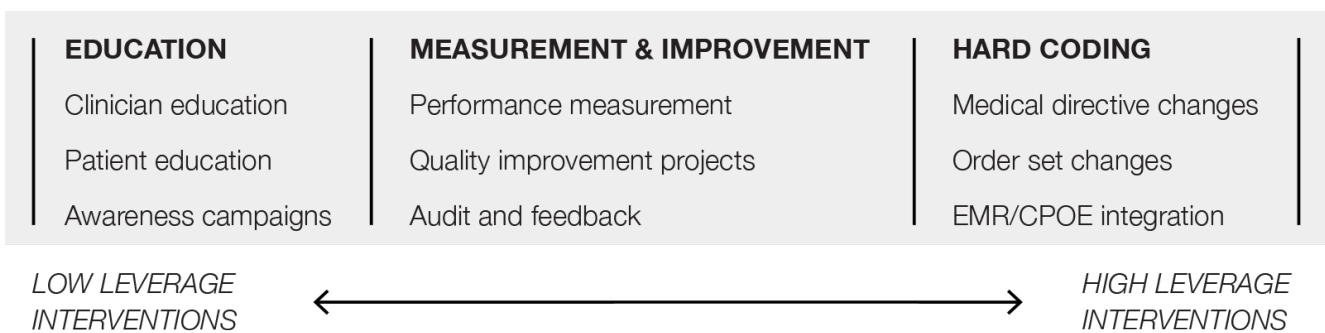 EDUCATION
Clinician education
Patient education
Awareness campaigns
MEASUREMENT & IMPROVEMENT
Performance measurement
Quality improvement projects
Audit and feedback
HARD CODING
Medical directive changes
Order set changes
EMR/CPOE integration
LOW LEVERAGE
INTERVENTIONS
HIGH LEVERAGE
INTERVENTIONS